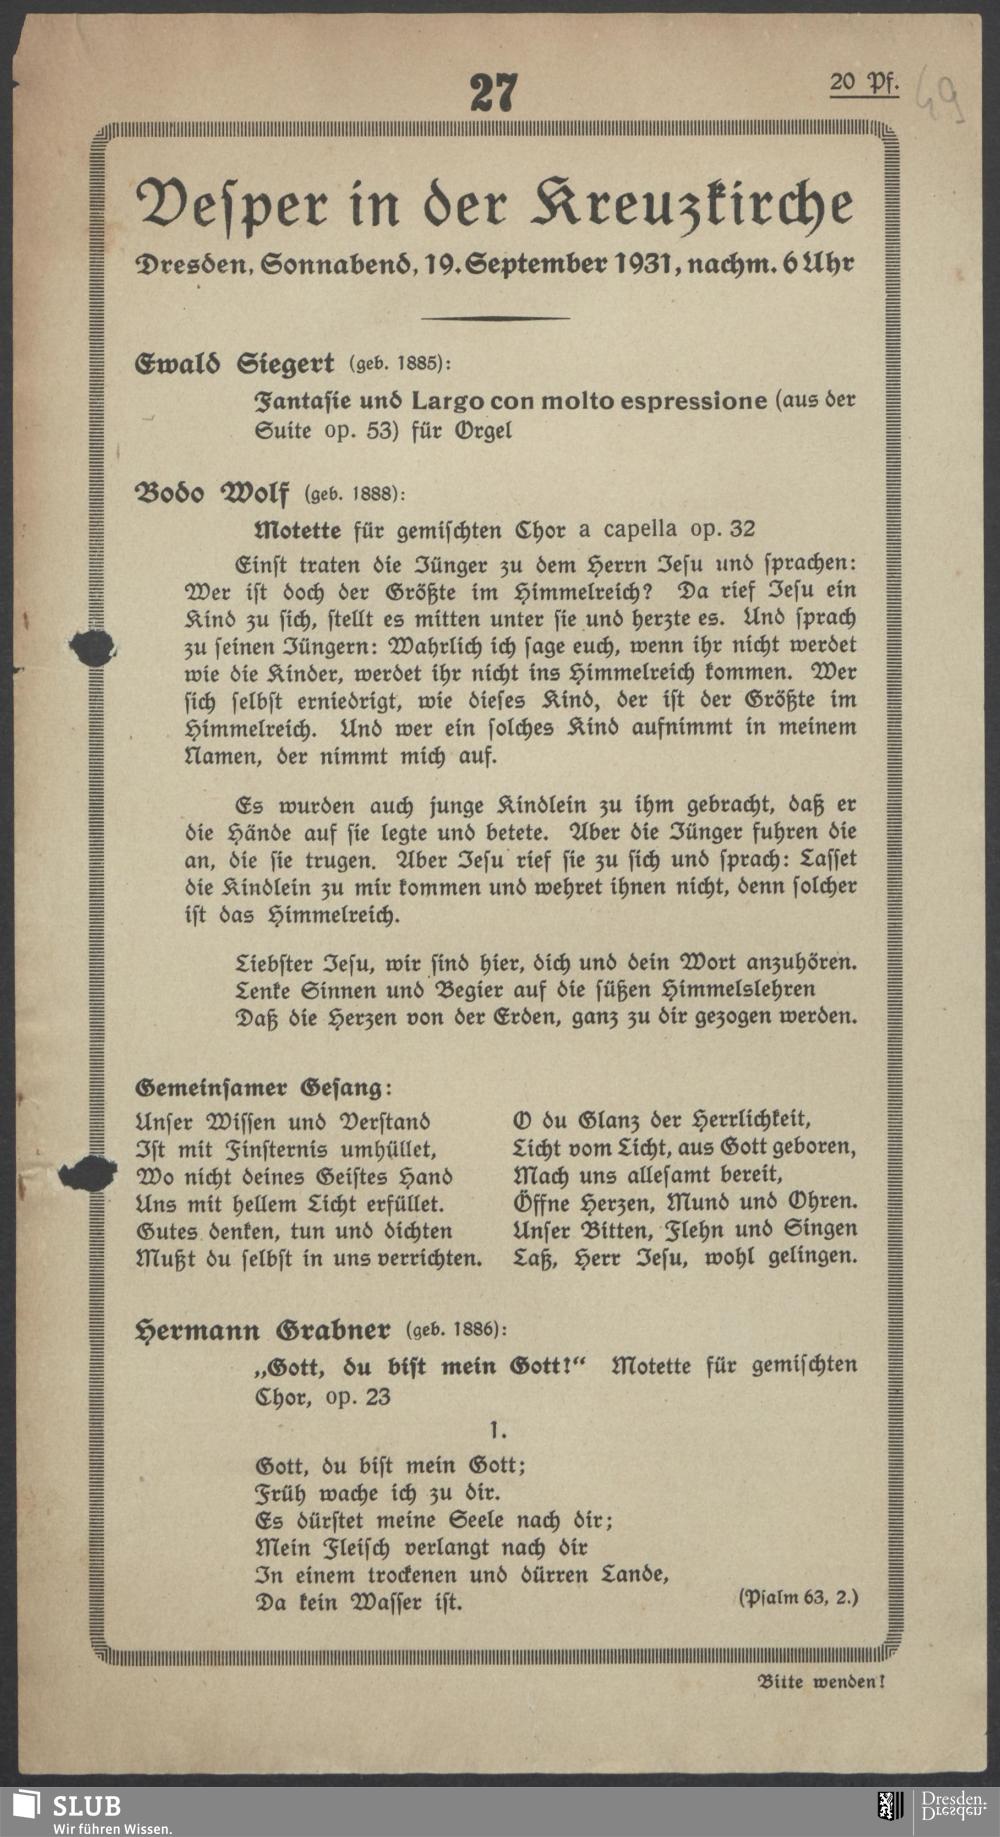 27
20 Pf.
49
Vesper in der Kreuzkirche
Dresden, Sonnabend, 19. September 1931, nachm. 6 Uhr
Ewald Siegert (geb. 1885):
Fantasie und Largo con molto espressione (aus der
Suite op. 53) für Orgel
Bodo Wolf (geb. 1888):
Motette für gemischten Chor a capella op. 32
Einst traten die Jünger zu dem Herrn Jesu und sprachen:
Wer ist doch der Größte im Himmelreich? Da rief Jesu ein
Kind zu sich, stellt es mitten unter sie und herzte es. Und sprach
zu seinen Jüngern: Wahrlich ich sage euch, wenn ihr nicht werdet
wie die Kinder, werdet ihr nicht ins Himmelreich kommen. Wer
sich selbst erniedrigt, wie dieses Kind, der ist der Größte im
Himmelreich. Und wer ein solches Kind aufnimmt in meinem
Namen, der nimmt mich auf.
Es wurden auch junge Kindlein zu ihm gebracht, daß er
die Hände auf sie legte und betete. Aber die Jünger fuhren die
an, die sie trugen. Aber Jesu rief sie zu sich und sprach: Lasset
die Kindlein zu mir kommen und wehret ihnen nicht, denn solcher
ist das Himmelreich.
Liebster Jesu, wir sind hier, dich und dein Wort anzuhören.
Lenke Sinnen und Begier auf die süßen Himmelslehren
Daß die Herzen von der Erden, ganz zu dir gezogen werden.
Gemeinsamer Gesang:
Unser Wissen und Verstand
Ist mit Finsternis umhüllet,
Wo nicht deines Geistes Hand
Uns mit hellem Licht erfüllet.
Gutes denken, tun und dichten
Mußt du selbst in uns verrichten.
O du Glanz der Herrlichkeit,
Licht vom Licht, aus Gott geboren,
Mach uns allesamt bereit,
Öffne Herzen, Mund und Ohren.
Unser Bitten, Flehn und Singen
Laß, Herr Jesu, wohl gelingen.
Hermann Grabner (geb. 1886):
„Gott, du bist mein Gott!“ Motette für gemischten
Chor, op. 23
1.
Gott, du bist mein Gott;
Früh wache ich zu dir.
Es dürstet meine Seele nach dir;
Mein Fleisch verlangt nach dir
In einem trockenen und dürren Lande,
Da kein Wasser ist.
(Psalm 63, 2.)
Bitte wenden!
SLUB
Wir führen Wissen.
Dresden.
Dresden.